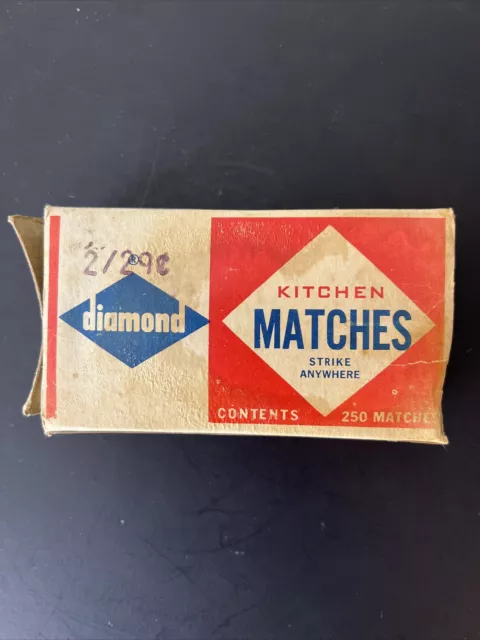 2/29¢
®
diamond
KITCHEN
MATCHES
STRIKE
ANYWHERE
CONTENTS 250 MATCHES